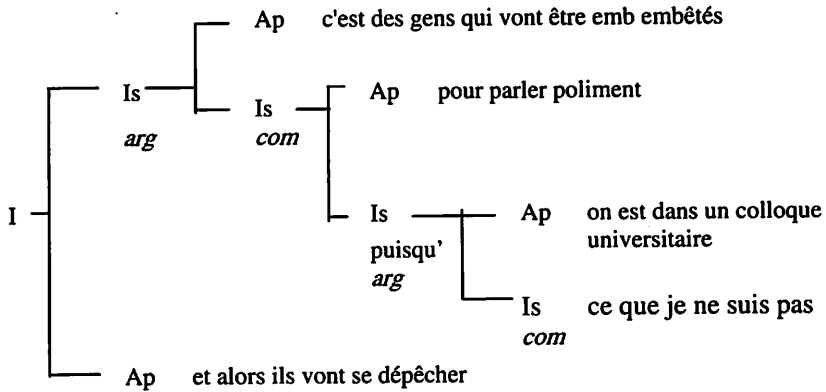 Ap c'est des gens qui vont être emb embêtés
Is
arg
Is
com
Ap pour parler poliment
I
Is
puisqu'
arg
Ap on est dans un colloque
universitaire
Is ce que je ne suis pas
com
Ap et alors ils vont se dépêcher